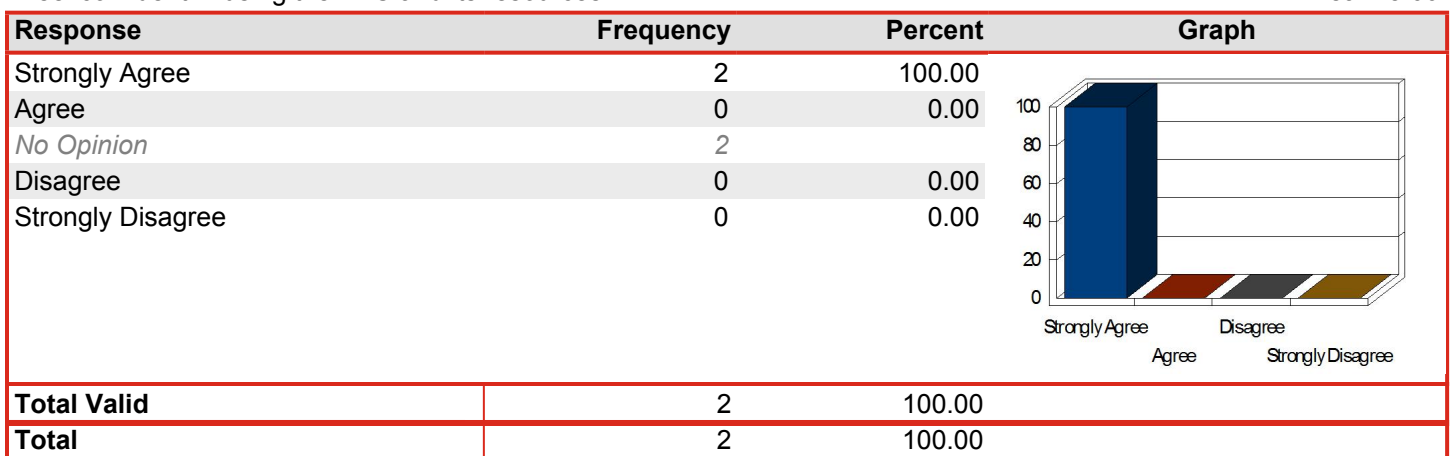 Response Frequency Percent Graph
Strongly Agree 2 100.00
Agree 0 0.00
No Opinion 2
Disagree 0 0.00
Strongly Disagree 0 0.00
100
80
60
40
20
0
Strongly Agree Disagree
Agree Strongly Disagree
Total Valid 2 100.00
Total 2 100.00